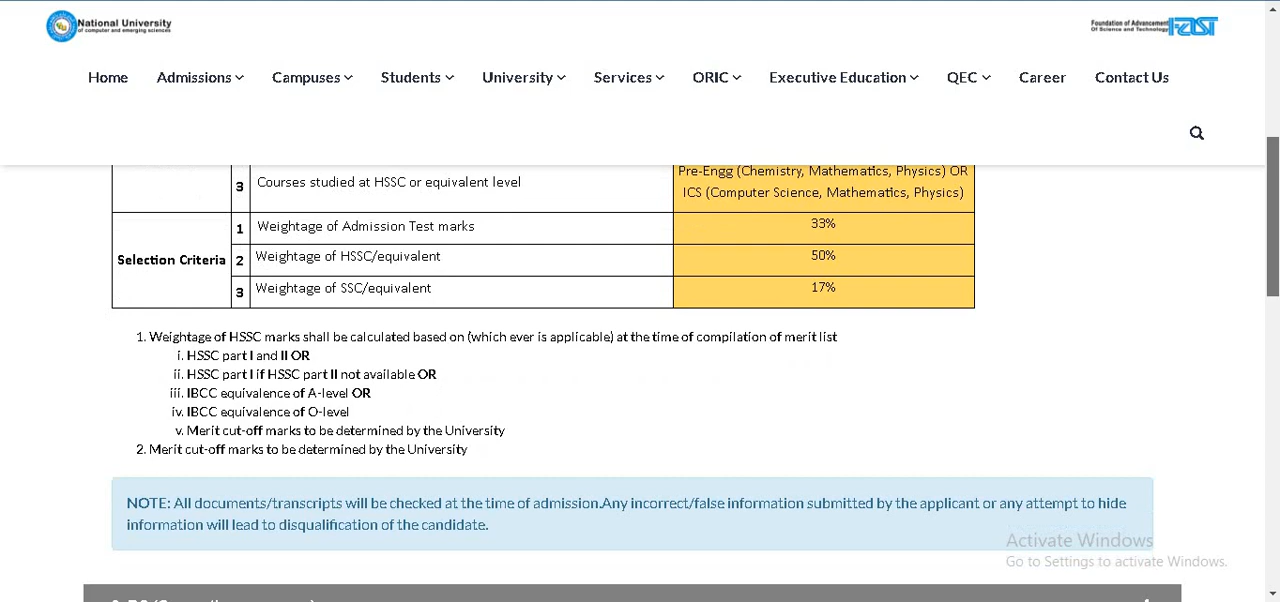 National University
of computer and emerging sciences
Foundation of Advancement
Of Science and Technology
FAST
Home Admissions Campuses Students University Services ORIC Executive Education QEC Career Contact Us
3 Courses studied at HSSC or equivalent level
Pre-Engg (Chemistry, Mathematics, Physics) OR
ICS (Computer Science, Mathematics, Physics)
Selection Criteria
1 Weightage of Admission Test marks 33%
2 Weightage of HSSC/equivalent 50%
3 Weightage of SSC/equivalent 17%
1. Weightage of HSSC marks shall be calculated based on (which ever is applicable) at the time of compilation of merit list
i. HSSC part I and II OR
ii. HSSC part I if HSSC part II not available OR
iii. IBCC equivalence of A-level OR
iv. IBCC equivalence of O-level
v. Merit cut-off marks to be determined by the University
2. Merit cut-off marks to be determined by the University
NOTE: All documents/transcripts will be checked at the time of admission.Any incorrect/false information submitted by the applicant or any attempt to hide
information will lead to disqualification of the candidate.
Activate Windows
Go to Settings to activate Windows.